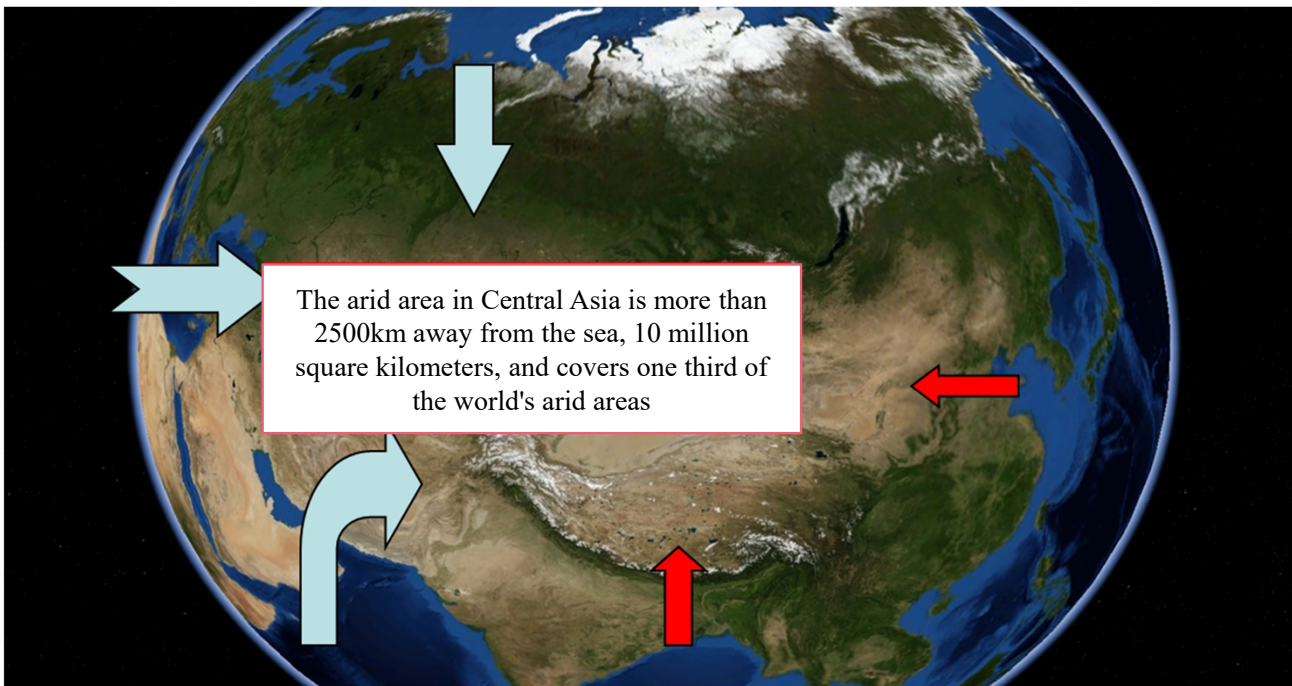 The arid area in Central Asia is more than
2500km away from the sea, 10 million
square kilometers, and covers one third of
the world's arid areas